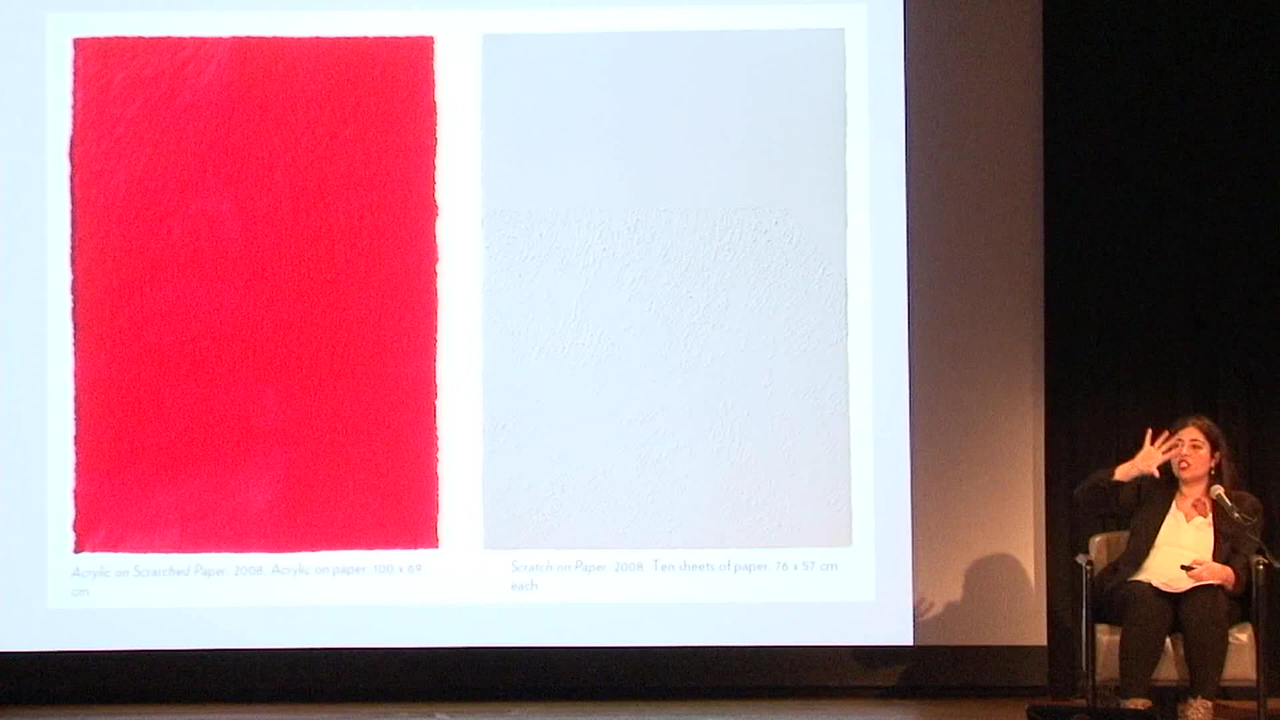 Acrylic on Scratched Paper. 2008. Acrylic on paper. 100 x 69
cm
Scratch on Paper. 2008. Ten sheets of paper. 76 x 57 cm
each